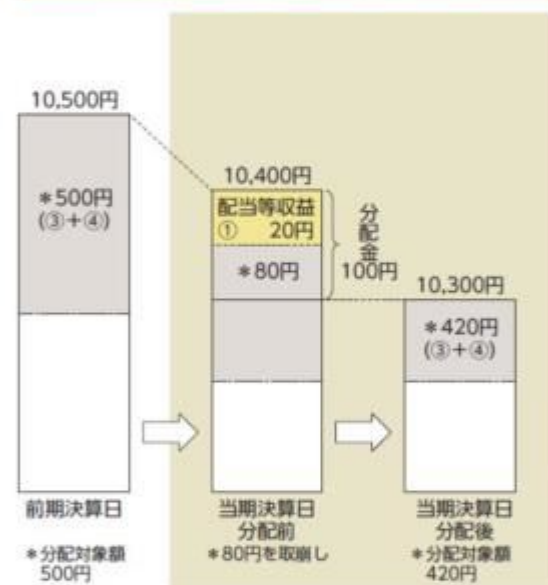 10,500円
*500円
(③+④)
前期決算日
*分配対象額
500円
10,400円
配当等収益
① 20円
*80円
分配金
100円
当期決算日
分配前
*80円を取崩し
10,300円
*420円
(③+④)
当期決算日
分配後
*分配対象額
420円